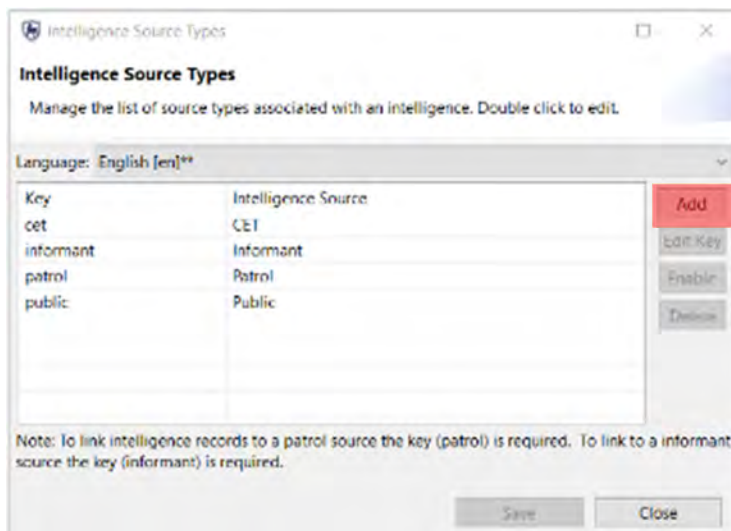 Intelligence Source Types
Intelligence Source Types
Manage the list of source types associated with an intelligence. Double click to edit.
Language: English [en]**
Key Intelligence Source
cet CET
informant Informant
patrol Patrol
public Public
Add
Edit Key
Enable
Delete
Note: To link intelligence records to a patrol source the key (patrol) is required. To link to a informant
source the key (informant) is required.
Save Close